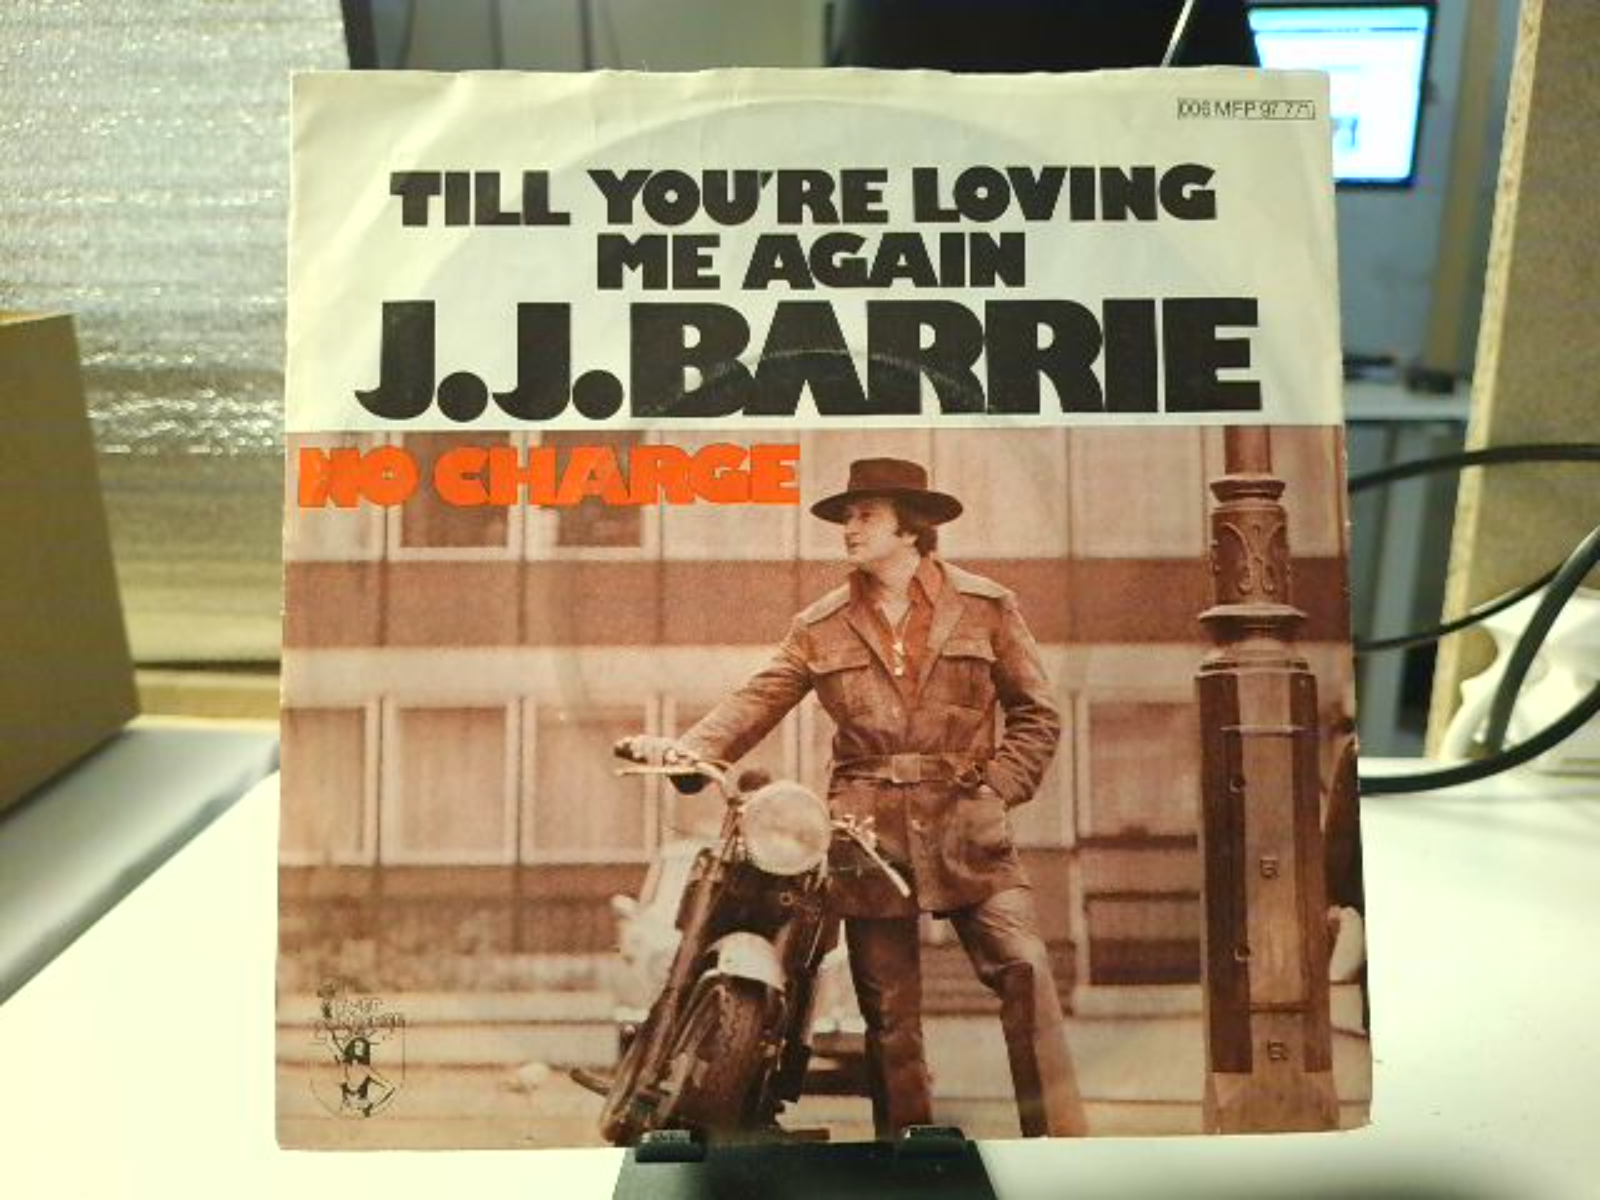 006 MFP 97.771
TILL YOU'RE LOVING
ME AGAIN
J.J. BARRIE
NO CHARGE